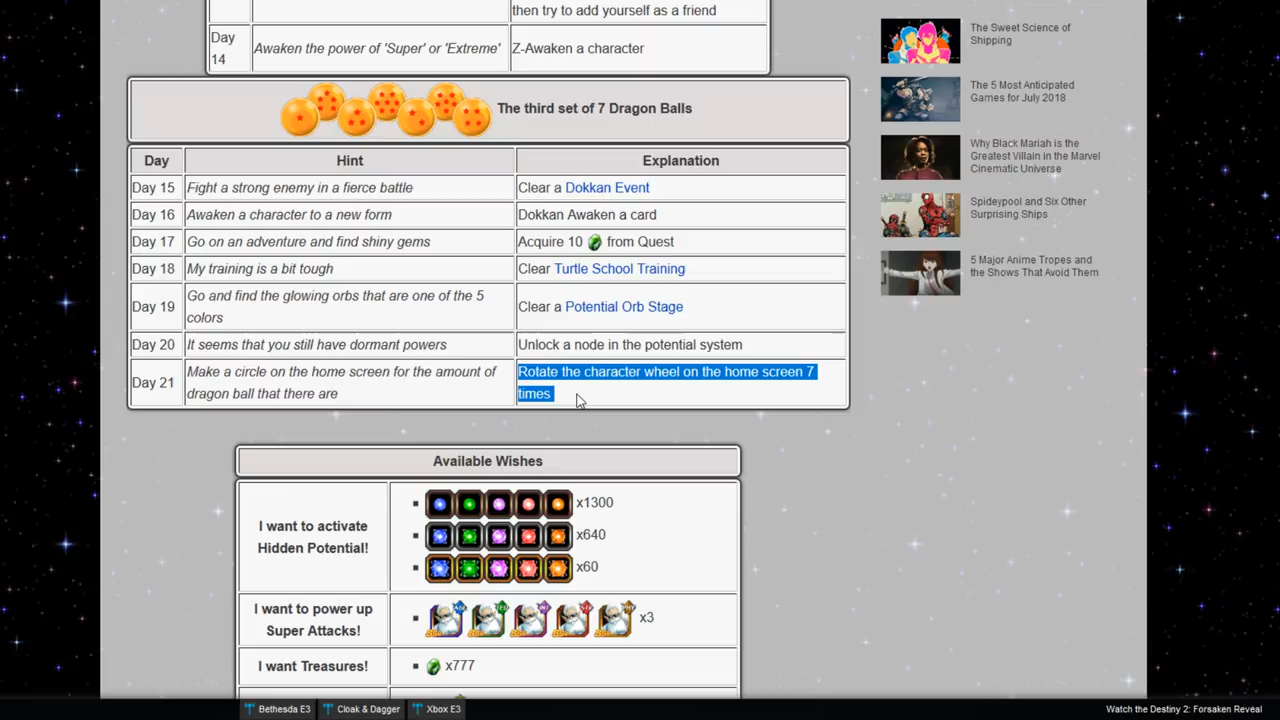 then try to add yourself as a friend
Day
14
Awaken the power of 'Super' or 'Extreme'
Z-Awaken a character
The third set of 7 Dragon Balls
Day
Hint
Explanation
Day 15
Fight a strong enemy in a fierce battle
Clear a Dokkan Event
Day 16
Awaken a character to a new form
Dokkan Awaken a card
Day 17
Go on an adventure and find shiny gems
Acquire 10 from Quest
Day 18
My training is a bit tough
Clear Turtle School Training
Day 19
Go and find the glowing orbs that are one of the 5
colors
Clear a Potential Orb Stage
Day 20
It seems that you still have dormant powers
Unlock a node in the potential system
Day 21
Make a circle on the home screen for the amount of
dragon ball that there are
Rotate the character wheel on the home screen 7
times
Available Wishes
I want to activate
Hidden Potential!
x1300
x640
x60
I want to power up
Super Attacks!
x3
I want Treasures!
x777
The Sweet Science of
Shipping
The 5 Most Anticipated
Games for July 2018
Why Black Mariah is the
Greatest Villain in the Marvel
Cinematic Universe
Spideypool and Six Other
Surprising Ships
5 Major Anime Tropes and
the Shows That Avoid Them
Bethesda E3
Cloak & Dagger
Xbox E3
Watch the Destiny 2: Forsaken Reveal